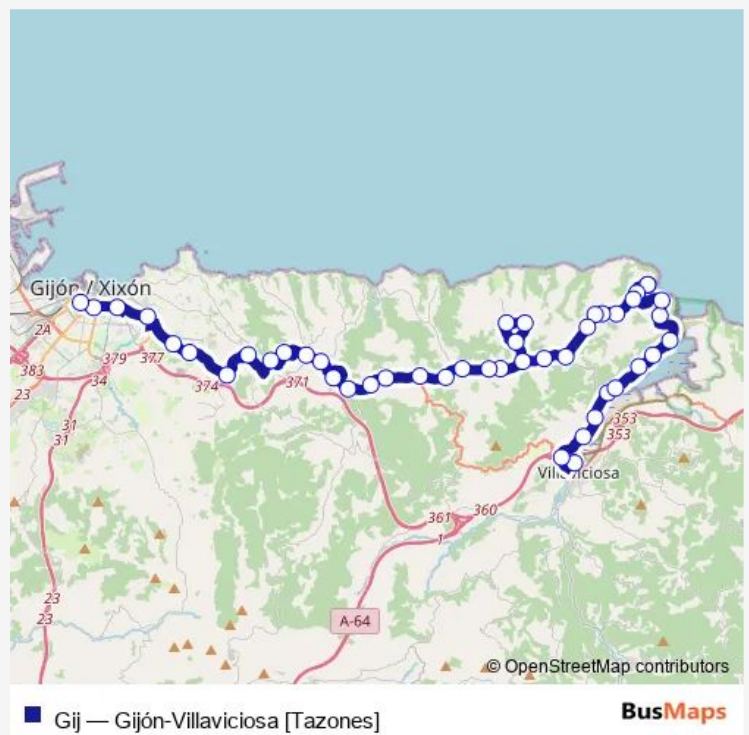 Gijón / Xixón
2A
383
23
379
34
377
374
371
31
31
353
353
Villaviciosa
361
360
1
23
23
A-64
© OpenStreetMap contributors
Gij — Gijón-Villaviciosa [Tazones]
BusMaps